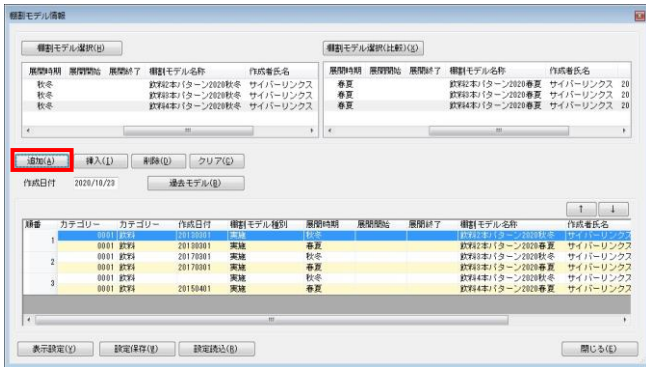 棚割モデル情報
棚割モデル選択(H) 棚割モデル選択(比較)(X)
展開時期 展開開始 展開終了 棚割モデル名称 作成者氏名 展開時期 展開開始 展開終了 棚割モデル名称 作成者氏名
秋冬 飲料2本パターン2020秋冬 サイバーリンクス 春夏 飲料2本パターン2020春夏 サイバーリンクス 20
秋冬 飲料3本パターン2020秋冬 サイバーリンクス 春夏 飲料3本パターン2020春夏 サイバーリンクス 20
秋冬 飲料4本パターン2020秋冬 サイバーリンクス 春夏 飲料4本パターン2020春夏 サイバーリンクス 20
追加(A) 挿入(I) 削除(D) クリア(C)
作成日付 2020/10/23 過去モデル(B)
↑ ↓
順番 カテゴリー カテゴリー 作成日付 棚割モデル種別 展開時期 展開開始 展開終了 棚割モデル名称 作成者氏名
1 0001 飲料 20130301 実施 秋冬 飲料2本パターン2020秋冬 サイバーリンクス
0001 飲料 20180301 実施 春夏 飲料2本パターン2020春夏 サイバーリンクス
2 0001 飲料 20170301 実施 秋冬 飲料3本パターン2020秋冬 サイバーリンクス
0001 飲料 20170301 実施 春夏 飲料3本パターン2020春夏 サイバーリンクス
3 0001 飲料 実施 秋冬 飲料4本パターン2020秋冬 サイバーリンクス
0001 飲料 20150401 実施 春夏 飲料4本パターン2020春夏 サイバーリンクス
表示設定(Y) 設定保存(W) 設定読込(R) 閉じる(E)